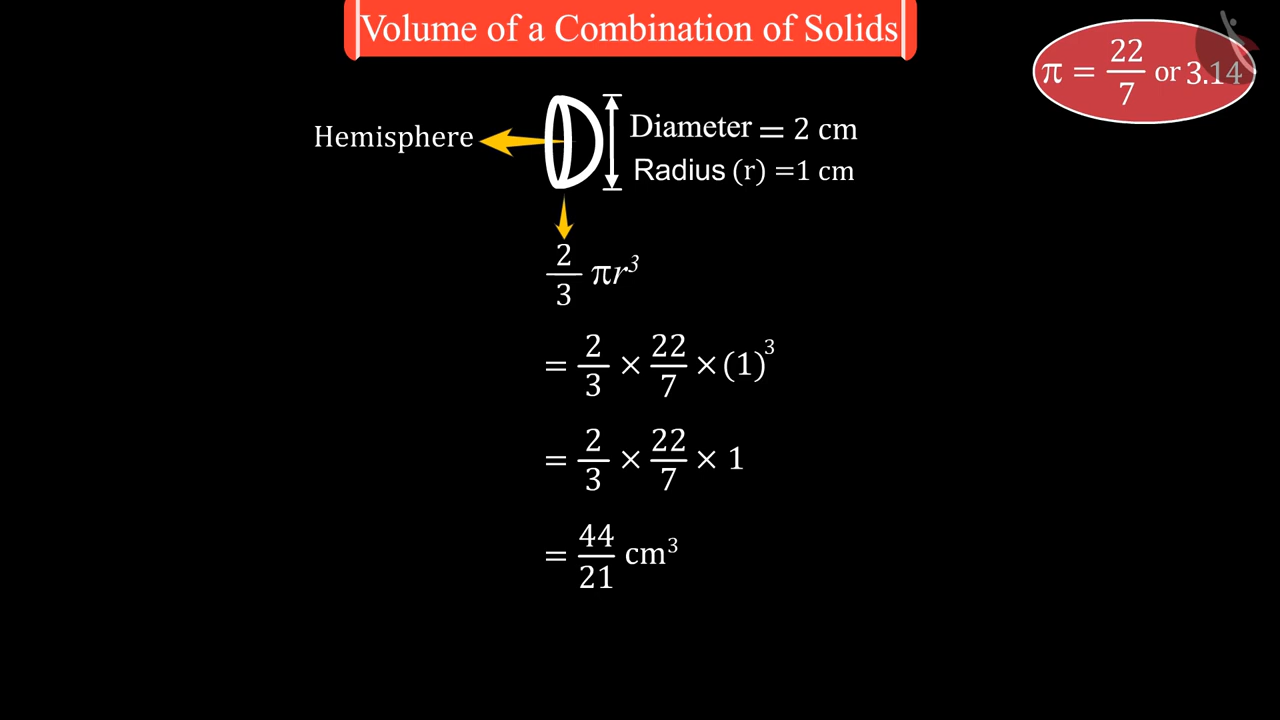 Volume of a Combination of Solids
π = 22/7 or 3.14
Hemisphere
Diameter = 2 cm
Radius (r) =1 cm
2/3 πr³
= 2/3 × 22/7 × (1)³
= 2/3 × 22/7 × 1
= 44/21 cm³